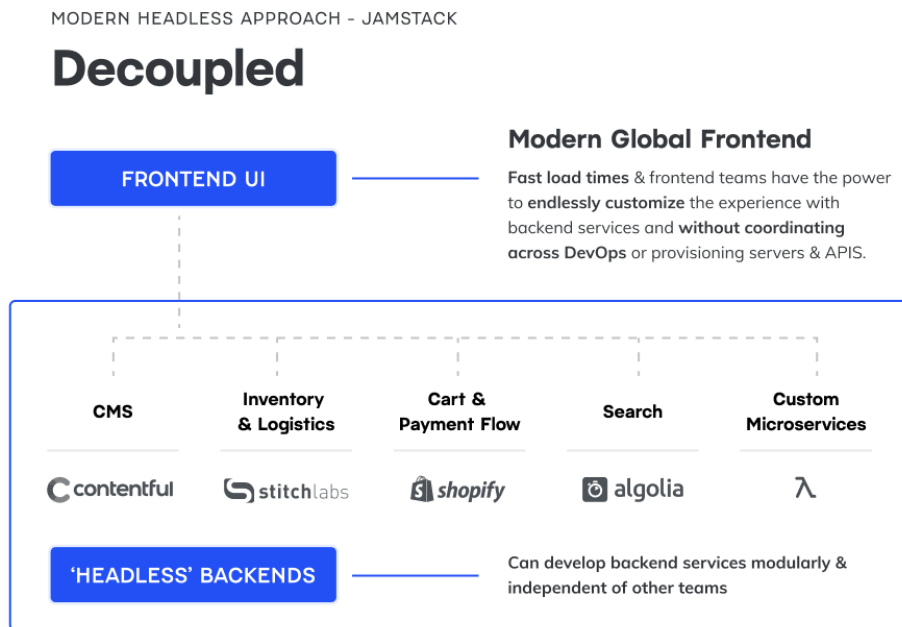 MODERN HEADLESS APPROACH - JAMSTACK
Decoupled
FRONTEND UI
Modern Global Frontend
Fast load times & frontend teams have the power
to endlessly customize the experience with
backend services and without coordinating
across DevOps or provisioning servers & APIS.
CMS
Inventory
& Logistics
Cart &
Payment Flow
Search
Custom
Microservices
contentful
stitchlabs
shopify
algolia
λ
‘HEADLESS’ BACKENDS
Can develop backend services modularly &
independent of other teams